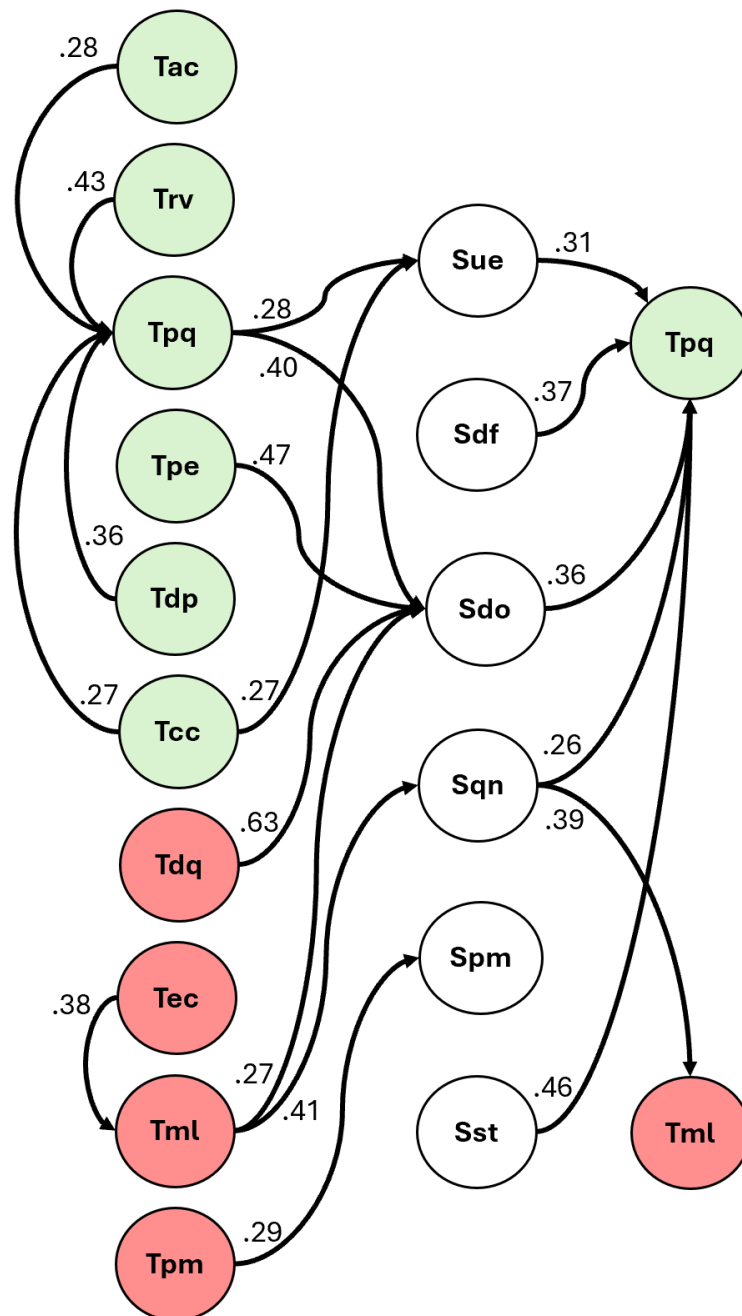 .28
Tac
.43
Trv
Sue
.31
Tpq
.28
Tpq
.40
Sdf
.37
Tpe
.47
.36
Tdp
Sdo
.36
.27
Tcc
.27
Sqn
.26
.39
Tdq
.63
Spm
Tec
.38
.27
.41
Tml
Sst
.46
Tml
Tpm
.29